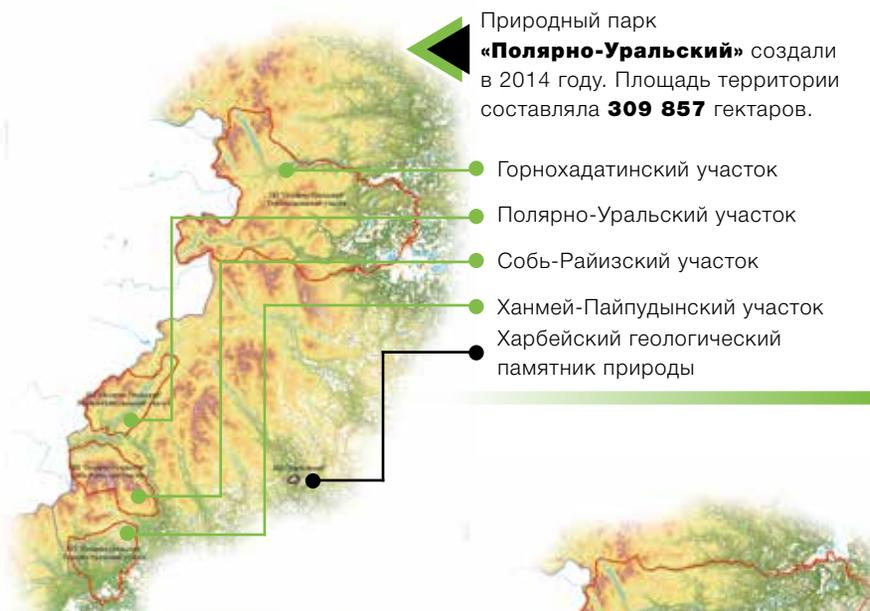 Природный парк
«Полярно-Уральский» создали
в 2014 году. Площадь территории
составляла 309 857 гектаров.
Горнохадатинский участок
Полярно-Уральский участок
Собь-Райизский участок
Ханмей-Пайпудынский участок
Харбейский геологический
памятник природы